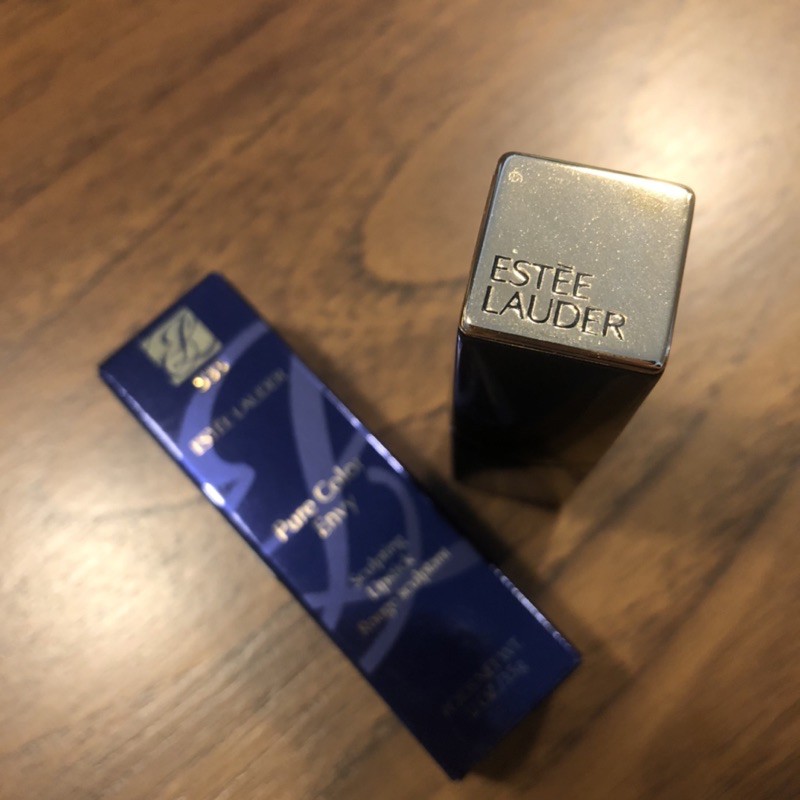 ESTĒE
LAUDER
ESTĒE LAUDER
Pure Color
Envy
Sculpting
Lipstick
Rouge sculptant